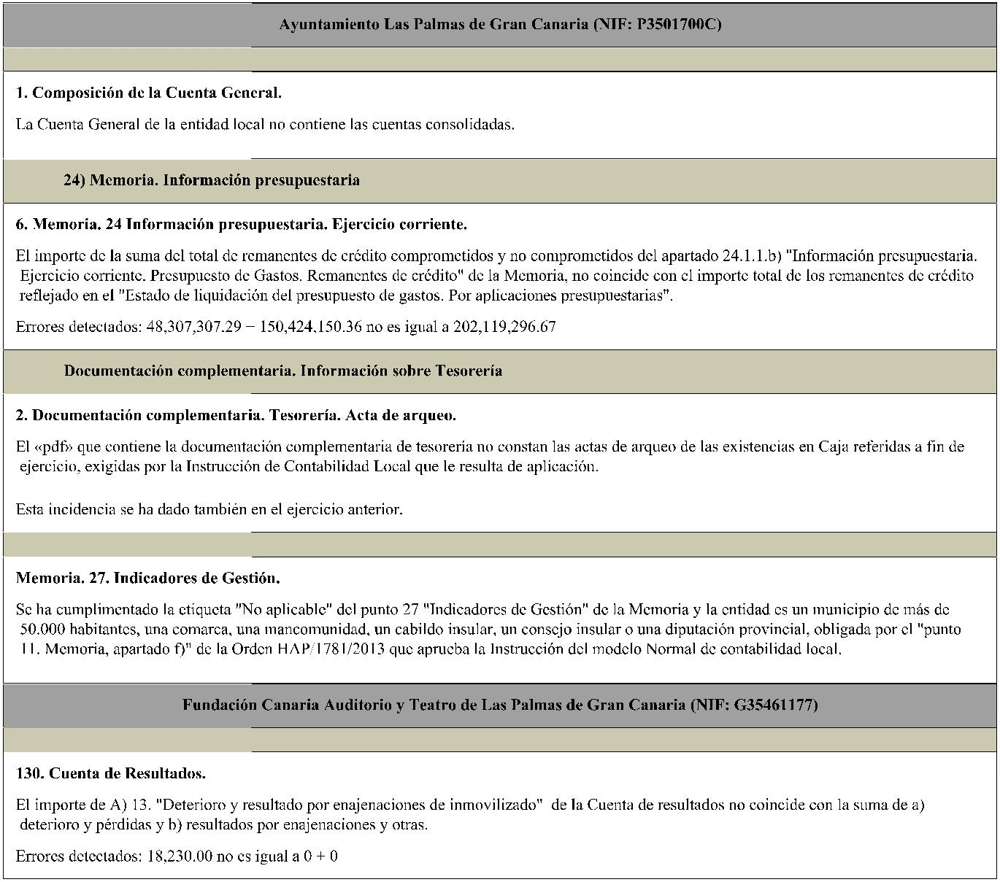 Ayuntamiento Las Palmas de Gran Canaria (NIF: P3501700C)
1. Composición de la Cuenta General.
La Cuenta General de la entidad local no contiene las cuentas consolidadas.
24) Memoria. Información presupuestaria
6. Memoria. 24 Información presupuestaria. Ejercicio corriente.
El importe de la suma del total de remanentes de crédito comprometidos y no comprometidos del apartado 24.1.1.b) "Información presupuestaria.
Ejercicio corriente. Presupuesto de Gastos. Remanentes de crédito" de la Memoria, no coincide con el importe total de los remanentes de crédito
reflejado en el "Estado de liquidación del presupuesto de gastos. Por aplicaciones presupuestarias".
Errores detectados: 48,307,307.29 − 150,424,150.36 no es igual a 202,119,296.67
Documentación complementaria. Información sobre Tesorería
2. Documentación complementaria. Tesorería. Acta de arqueo.
El «pdf» que contiene la documentación complementaria de tesorería no constan las actas de arqueo de las existencias en Caja referidas a fin de
ejercicio, exigidas por la Instrucción de Contabilidad Local que le resulta de aplicación.
Esta incidencia se ha dado también en el ejercicio anterior.
Memoria. 27. Indicadores de Gestión.
Se ha cumplimentado la etiqueta "No aplicable" del punto 27 "Indicadores de Gestión" de la Memoria y la entidad es un municipio de más de
50.000 habitantes, una comarca, una mancomunidad, un cabildo insular, un consejo insular o una diputación provincial, obligada por el "punto
11. Memoria, apartado f)" de la Orden HAP/1781/2013 que aprueba la Instrucción del modelo Normal de contabilidad local.
Fundación Canaria Auditorio y Teatro de Las Palmas de Gran Canaria (NIF: G35461177)
130. Cuenta de Resultados.
El importe de A) 13. "Deterioro y resultado por enajenaciones de inmovilizado" de la Cuenta de resultados no coincide con la suma de a)
deterioro y pérdidas y b) resultados por enajenaciones y otras.
Errores detectados: 18,230.00 no es igual a 0 + 0